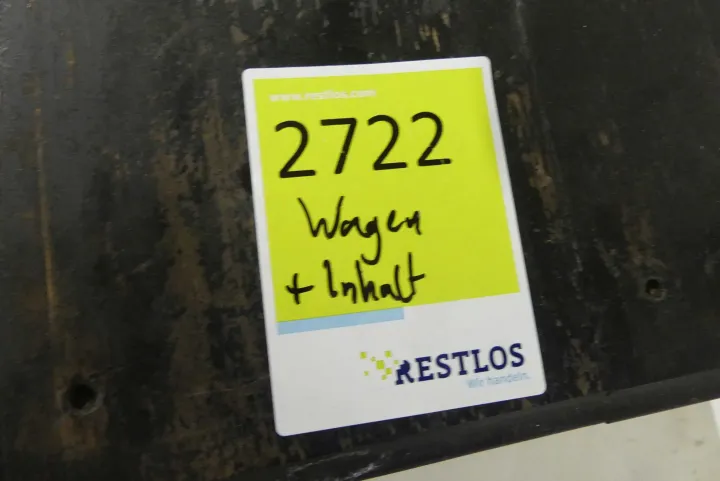 www.restlos.com
2722
Wagen
+ Inhalt
RESTLOS
Wir handeln.